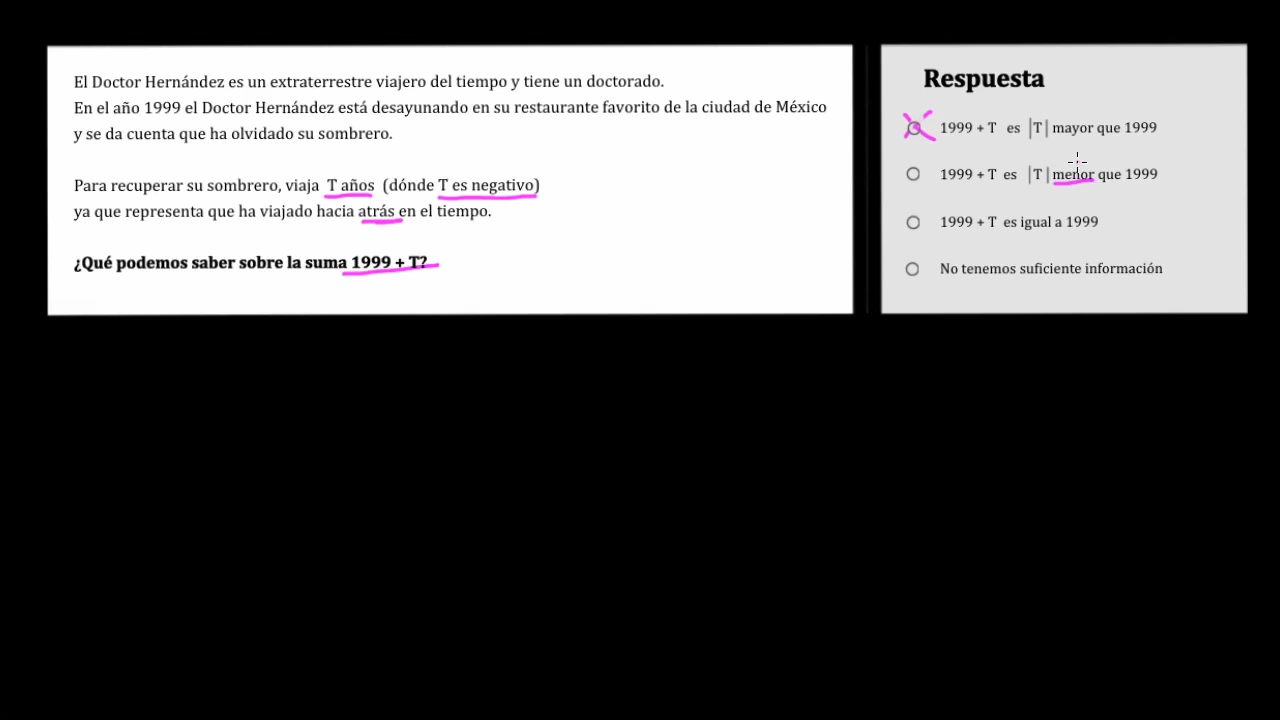 El Doctor Hernández es un extraterrestre viajero del tiempo y tiene un doctorado.
En el año 1999 el Doctor Hernández está desayunando en su restaurante favorito de la ciudad de México
y se da cuenta que ha olvidado su sombrero.
Para recuperar su sombrero, viaja T años (dónde T es negativo)
ya que representa que ha viajado hacia atrás en el tiempo.
¿Qué podemos saber sobre la suma 1999 + T?
Respuesta
1999 + T es |T| mayor que 1999
1999 + T es |T| menor que 1999
1999 + T es igual a 1999
No tenemos suficiente información